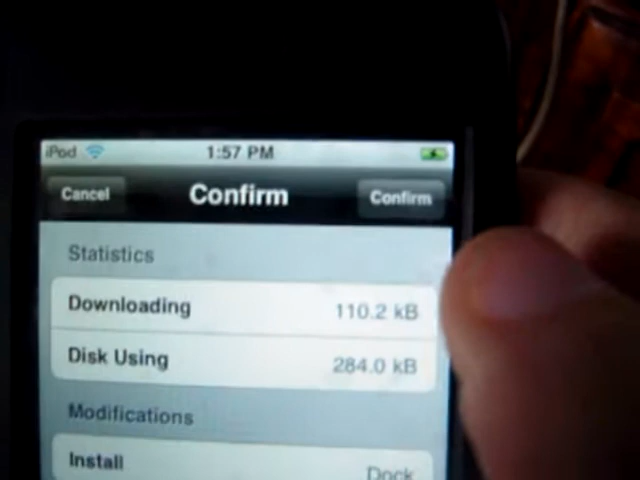 iPod 1:57 PM
Cancel Confirm Confirm
Statistics
Downloading 110.2 kB
Disk Using 284.0 kB
Modifications
Install Dock